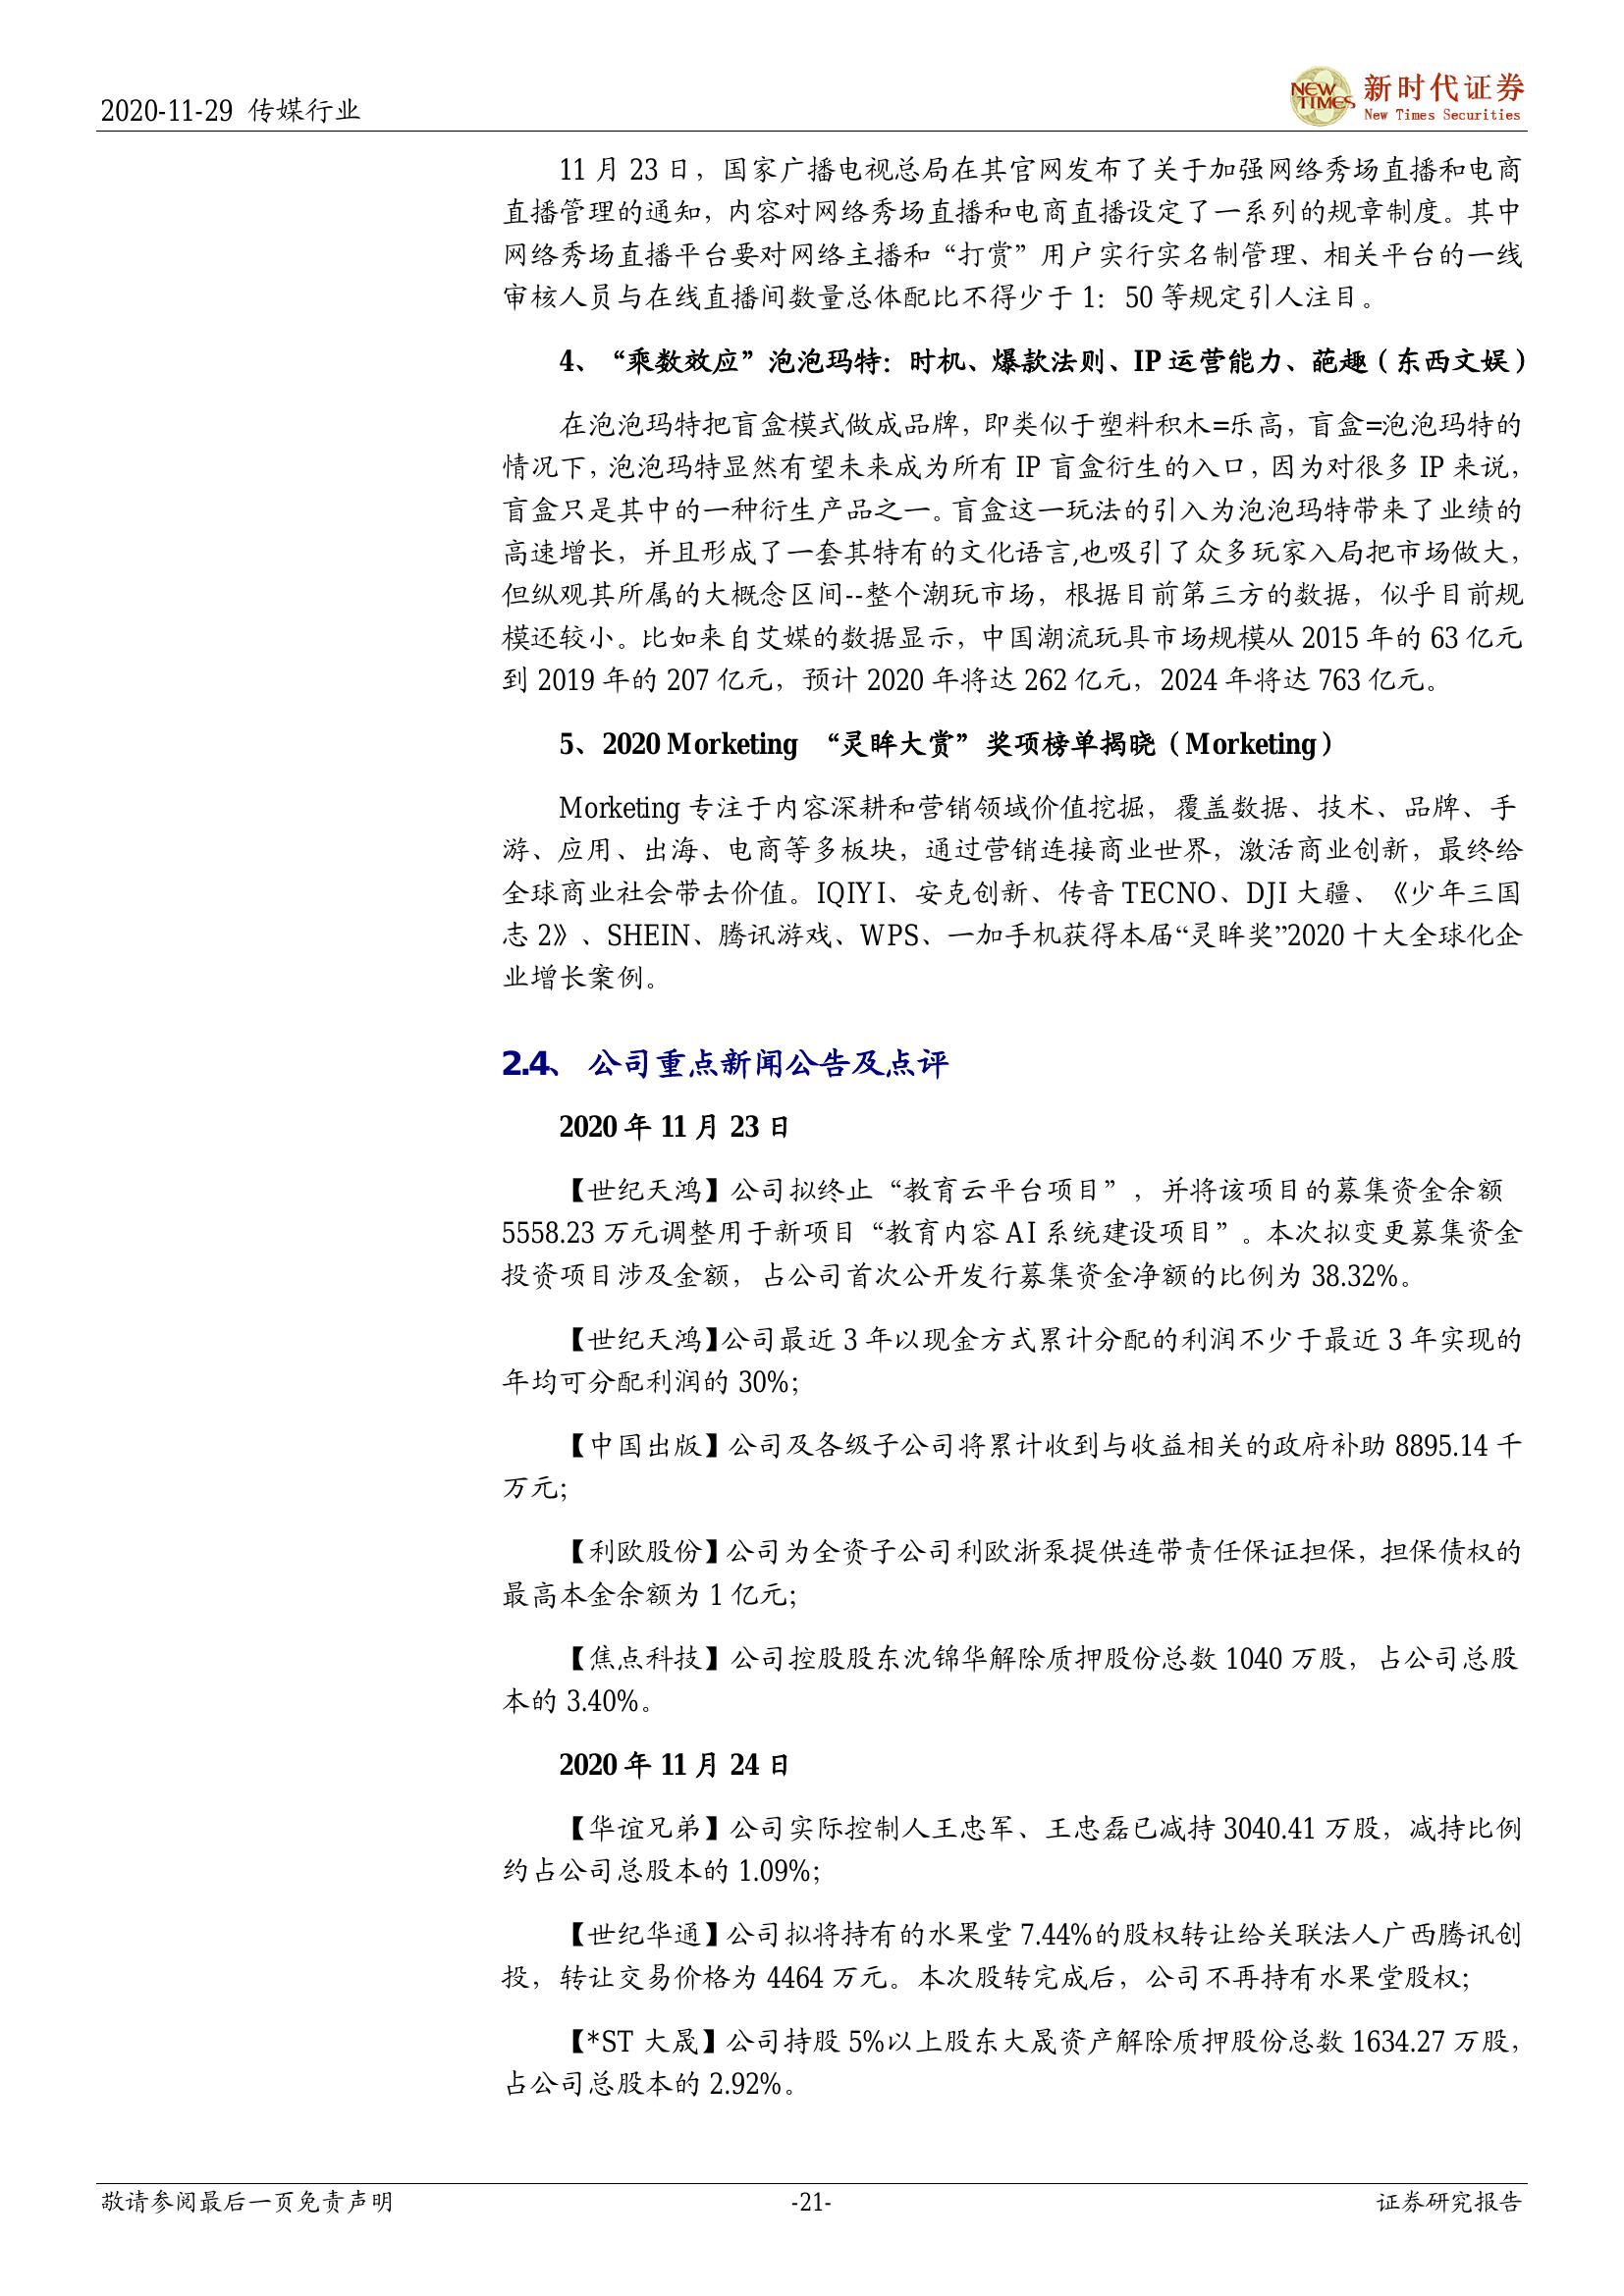 2020-11-29 传媒行业
NEW TIMES 新时代证券
New Times Securities
11 月 23 日，国家广播电视总局在其官网发布了关于加强网络秀场直播和电商
直播管理的通知，内容对网络秀场直播和电商直播设定了一系列的规章制度。其中
网络秀场直播平台要对网络主播和“打赏”用户实行实名制管理、相关平台的一线
审核人员与在线直播间数量总体配比不得少于 1：50 等规定引人注目。
4、“乘数效应”泡泡玛特：时机、爆款法则、IP 运营能力、葩趣（东西文娱）
在泡泡玛特把盲盒模式做成品牌，即类似于塑料积木=乐高，盲盒=泡泡玛特的
情况下，泡泡玛特显然有望未来成为所有 IP 盲盒衍生的入口，因为对很多 IP 来说，
盲盒只是其中的一种衍生产品之一。盲盒这一玩法的引入为泡泡玛特带来了业绩的
高速增长，并且形成了一套其特有的文化语言,也吸引了众多玩家入局把市场做大，
但纵观其所属的大概念区间--整个潮玩市场，根据目前第三方的数据，似乎目前规
模还较小。比如来自艾媒的数据显示，中国潮流玩具市场规模从 2015 年的 63 亿元
到 2019 年的 207 亿元，预计 2020 年将达 262 亿元，2024 年将达 763 亿元。
5、2020 Morketing “灵眸大赏”奖项榜单揭晓（Morketing）
Morketing 专注于内容深耕和营销领域价值挖掘，覆盖数据、技术、品牌、手
游、应用、出海、电商等多板块，通过营销连接商业世界，激活商业创新，最终给
全球商业社会带去价值。IQIYI、安克创新、传音 TECNO、DJI 大疆、《少年三国
志 2》、SHEIN、腾讯游戏、WPS、一加手机获得本届“灵眸奖”2020 十大全球化企
业增长案例。
2.4、 公司重点新闻公告及点评
2020 年 11 月 23 日
【世纪天鸿】公司拟终止“教育云平台项目”，并将该项目的募集资金余额
5558.23 万元调整用于新项目“教育内容 AI 系统建设项目”。本次拟变更募集资金
投资项目涉及金额，占公司首次公开发行募集资金净额的比例为 38.32%。
【世纪天鸿】公司最近 3 年以现金方式累计分配的利润不少于最近 3 年实现的
年均可分配利润的 30%；
【中国出版】公司及各级子公司将累计收到与收益相关的政府补助 8895.14 千
万元；
【利欧股份】公司为全资子公司利欧浙泵提供连带责任保证担保，担保债权的
最高本金余额为 1 亿元；
【焦点科技】公司控股股东沈锦华解除质押股份总数 1040 万股，占公司总股
本的 3.40%。
2020 年 11 月 24 日
【华谊兄弟】公司实际控制人王忠军、王忠磊已减持 3040.41 万股，减持比例
约占公司总股本的 1.09%；
【世纪华通】公司拟将持有的水果堂 7.44%的股权转让给关联法人广西腾讯创
投，转让交易价格为 4464 万元。本次股转完成后，公司不再持有水果堂股权；
【*ST 大晟】公司持股 5%以上股东大晟资产解除质押股份总数 1634.27 万股，
占公司总股本的 2.92%。
敬请参阅最后一页免责声明
-21-
证券研究报告